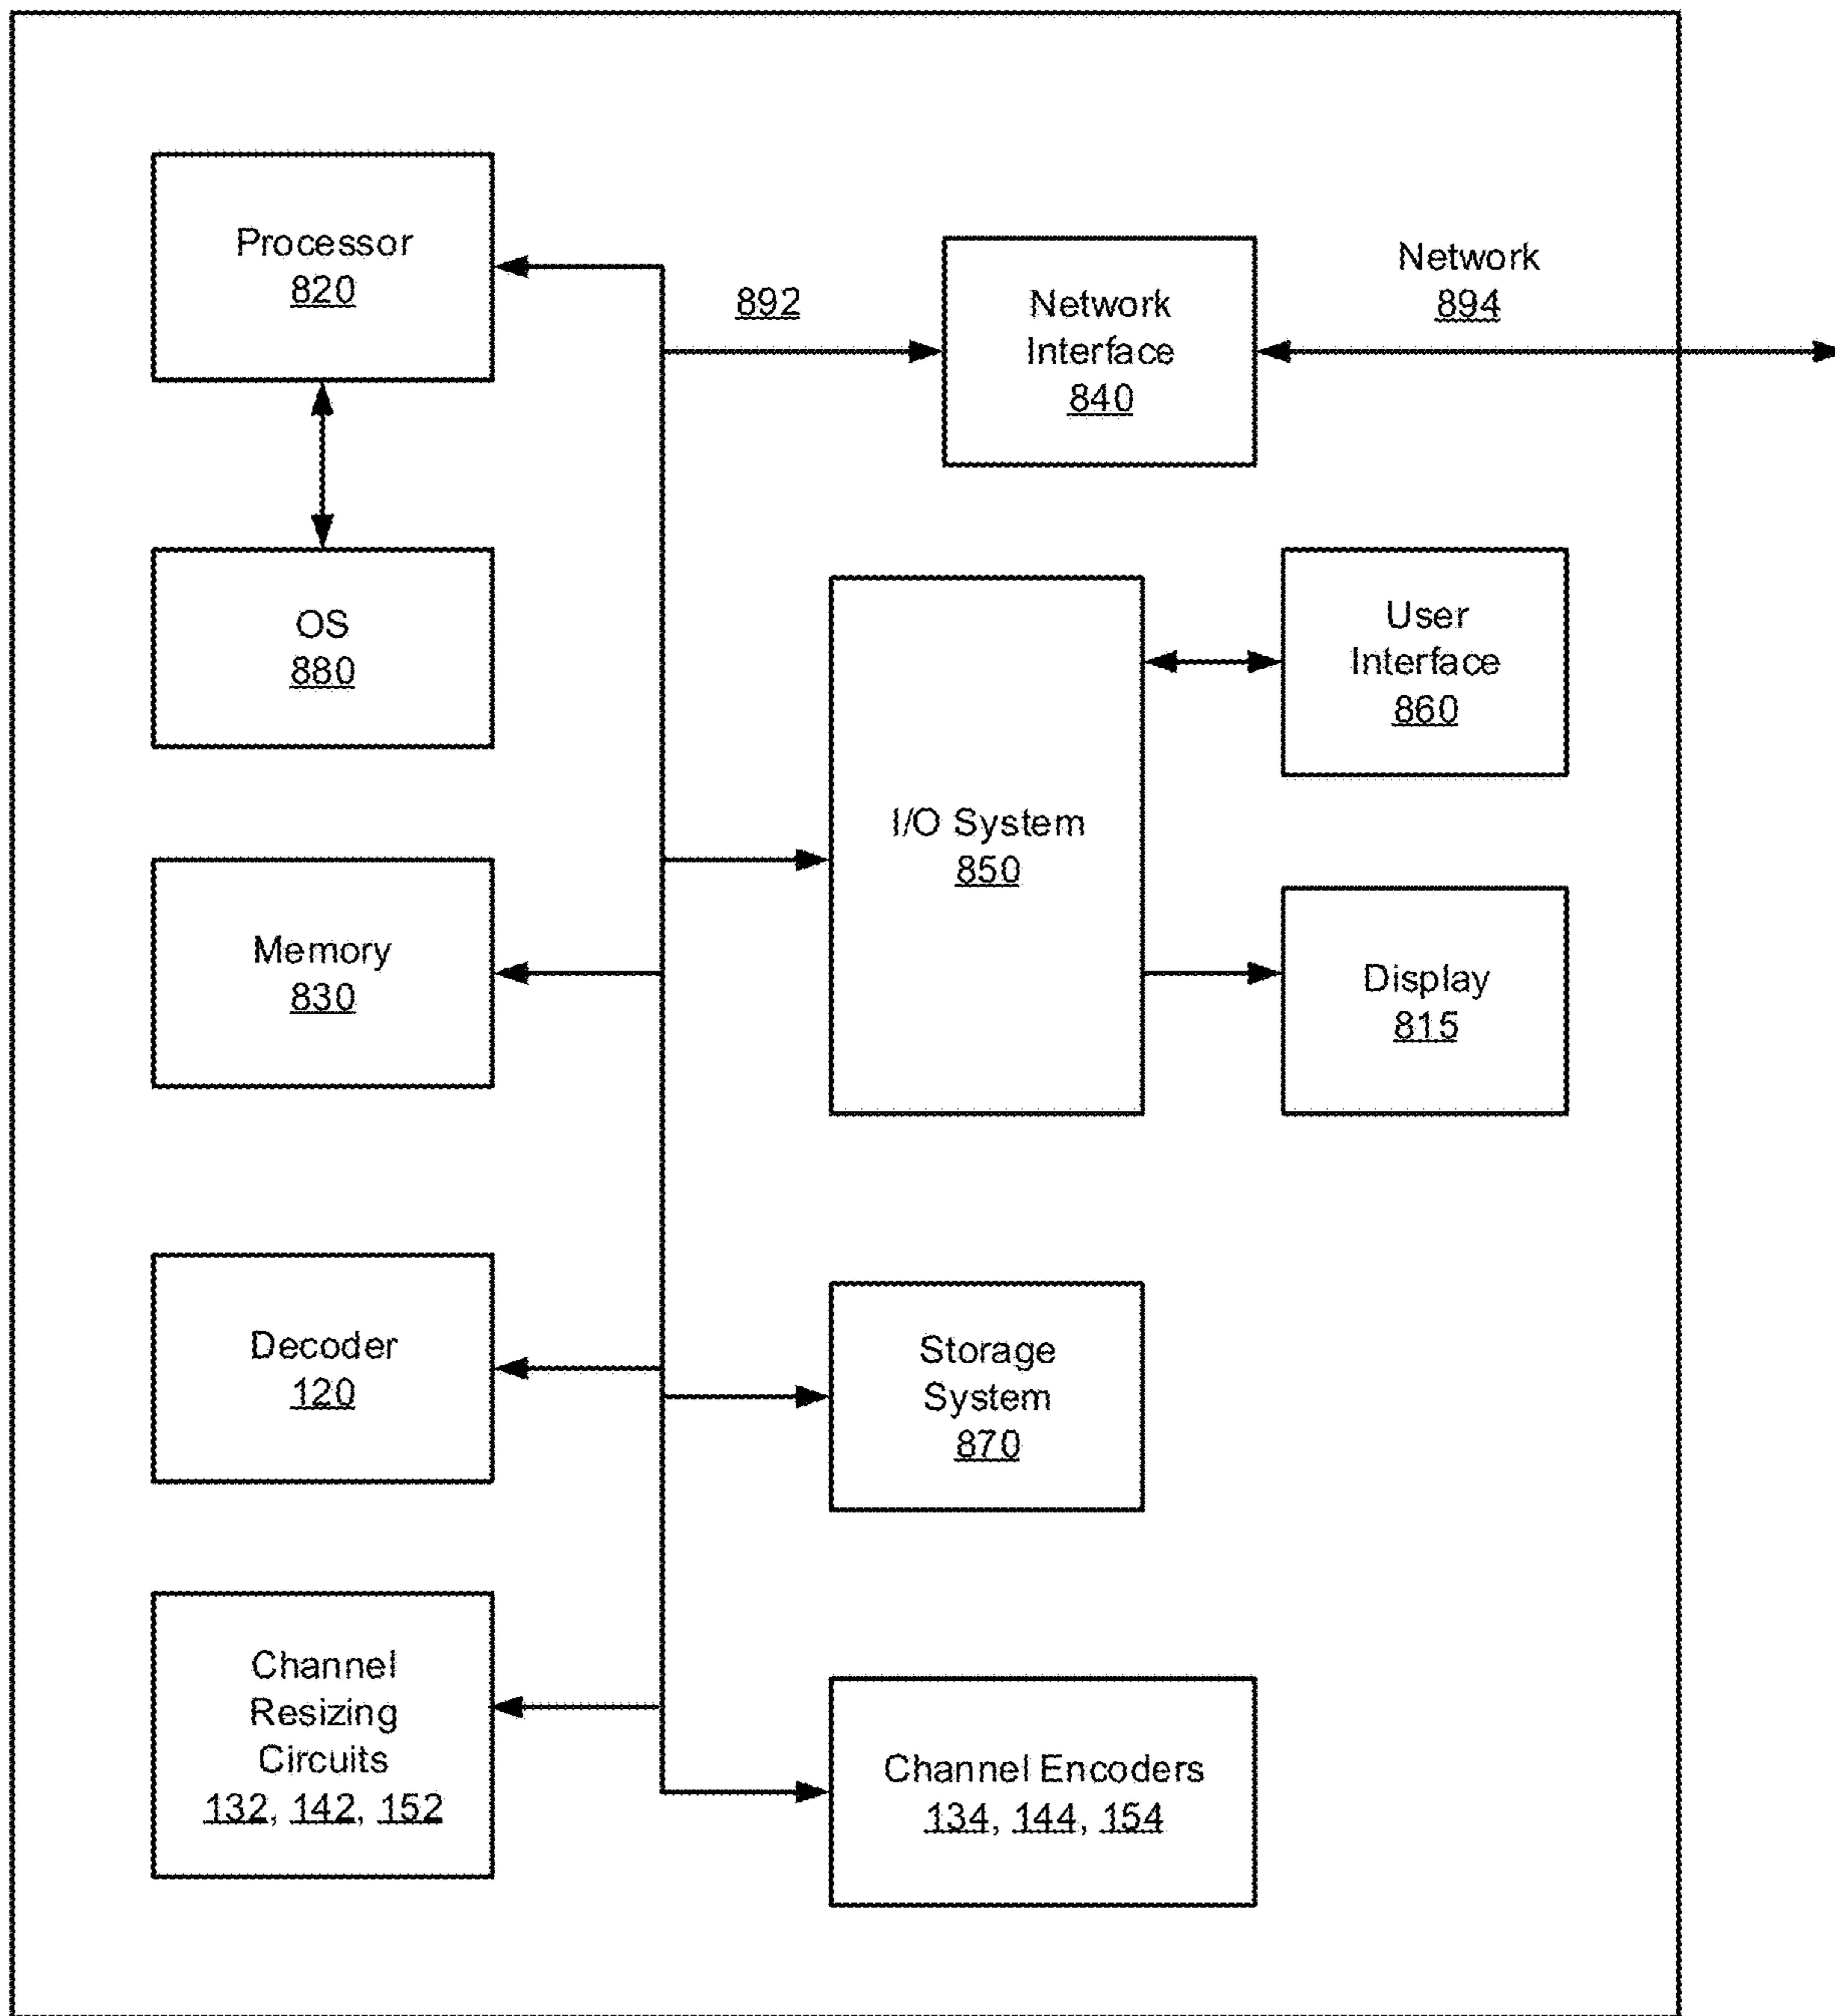 Processor
820
892
Network
Interface
840
Network
894
OS
880
User
Interface
860
I/O System
850
Memory
830
Display
815
Decoder
120
Storage
System
870
Channel
Resizing
Circuits
132, 142, 152
Channel Encoders
134, 144, 154